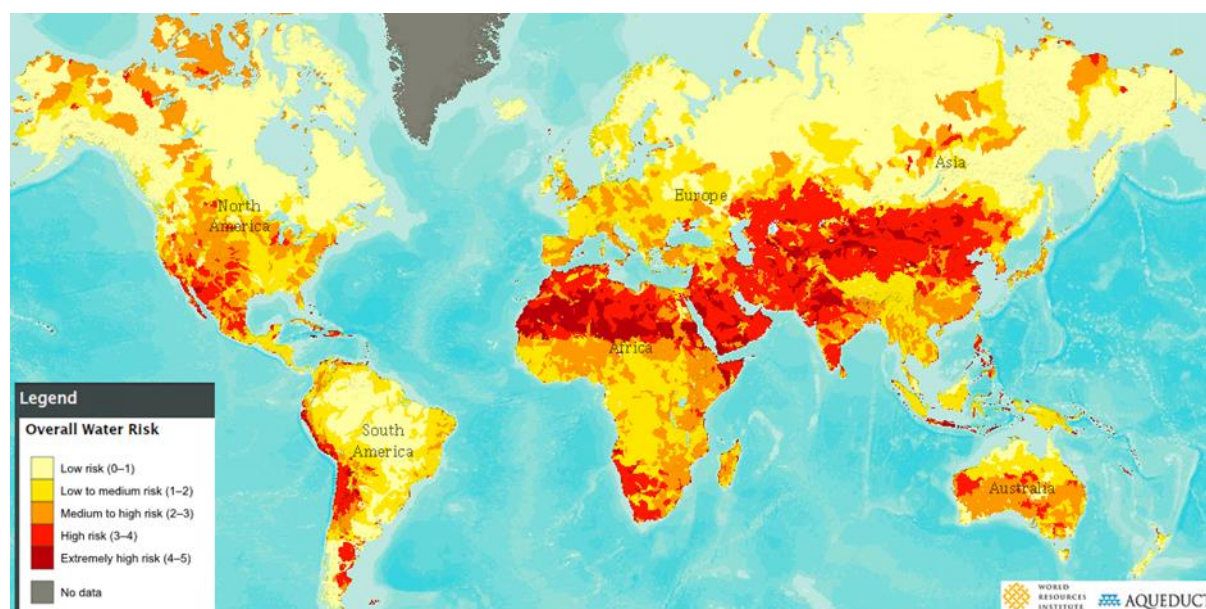 North
America
Europe
Asia
Africa
South
America
Australia
Legend
Overall Water Risk
Low risk (0–1)
Low to medium risk (1–2)
Medium to high risk (2–3)
High risk (3–4)
Extremely high risk (4–5)
No data
WORLD
RESOURCES
INSTITUTE
AQUEDUCT